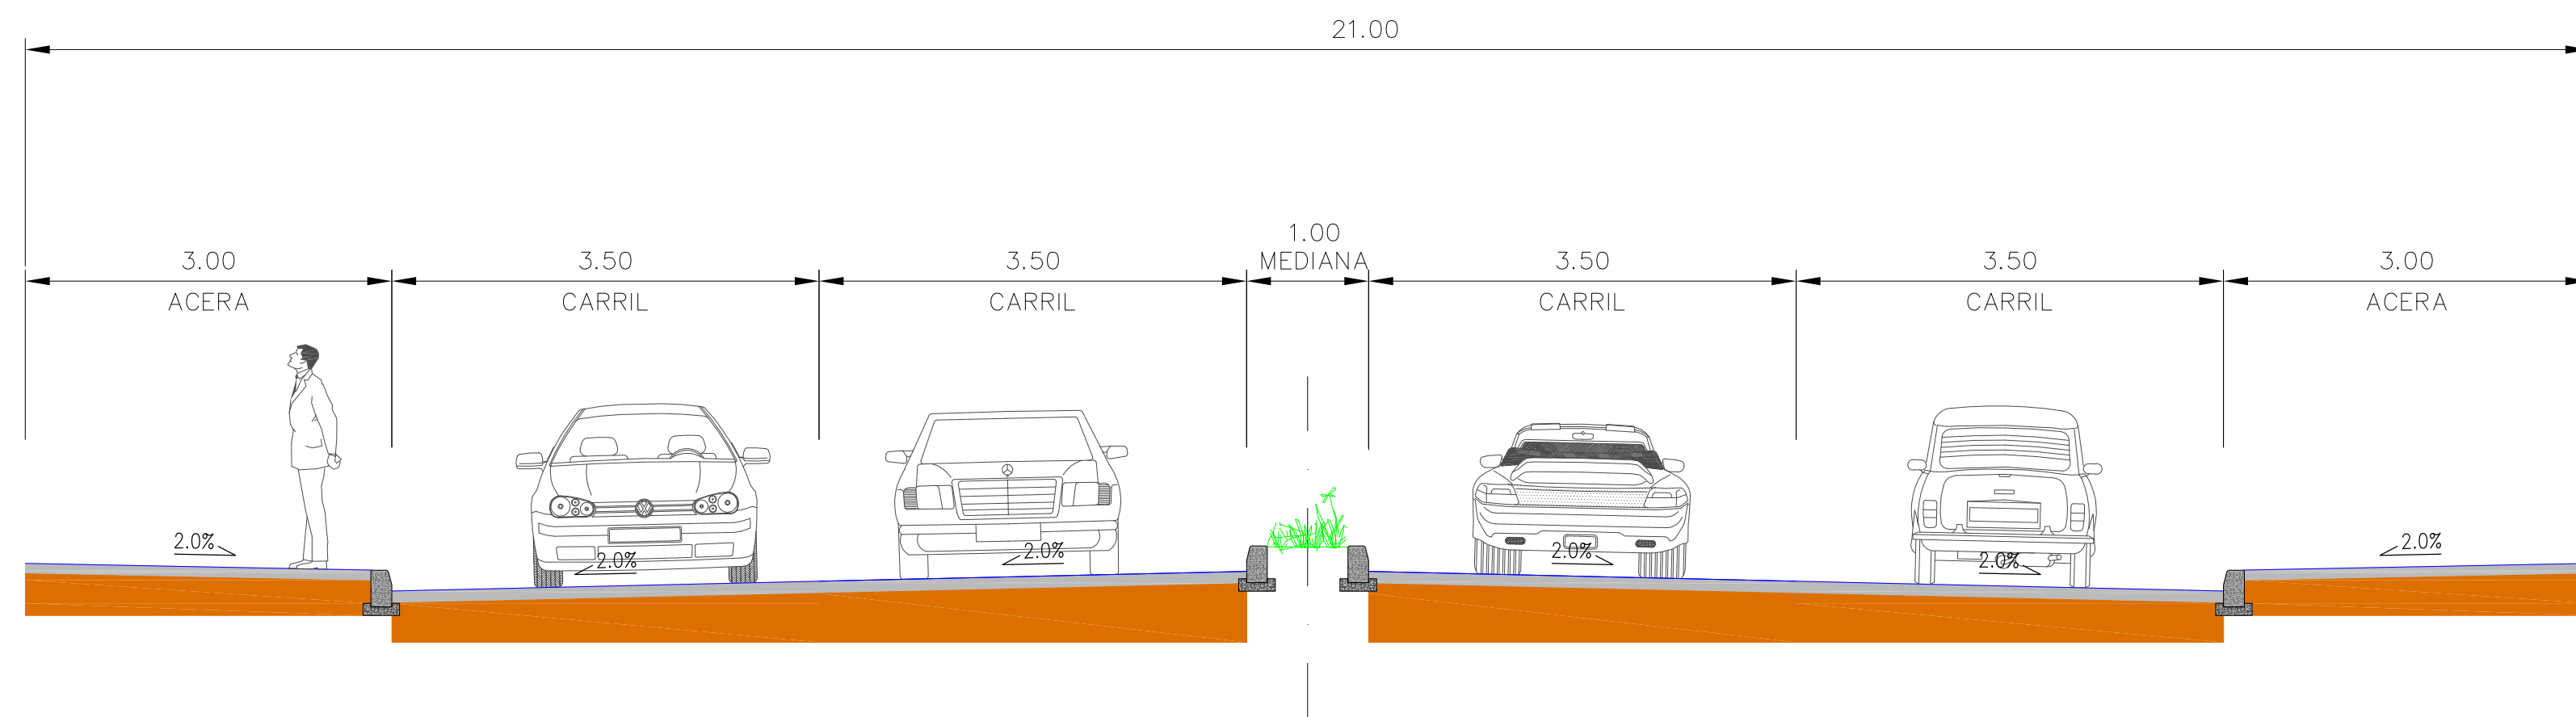 21.00
1.00
3.00 3.50 3.50 MEDIANA 3.50 3.50 3.00
ACERA CARRIL CARRIL CARRIL CARRIL ACERA
2.0% 2.0%
2.0% 2.0% 2.0% 2.0%